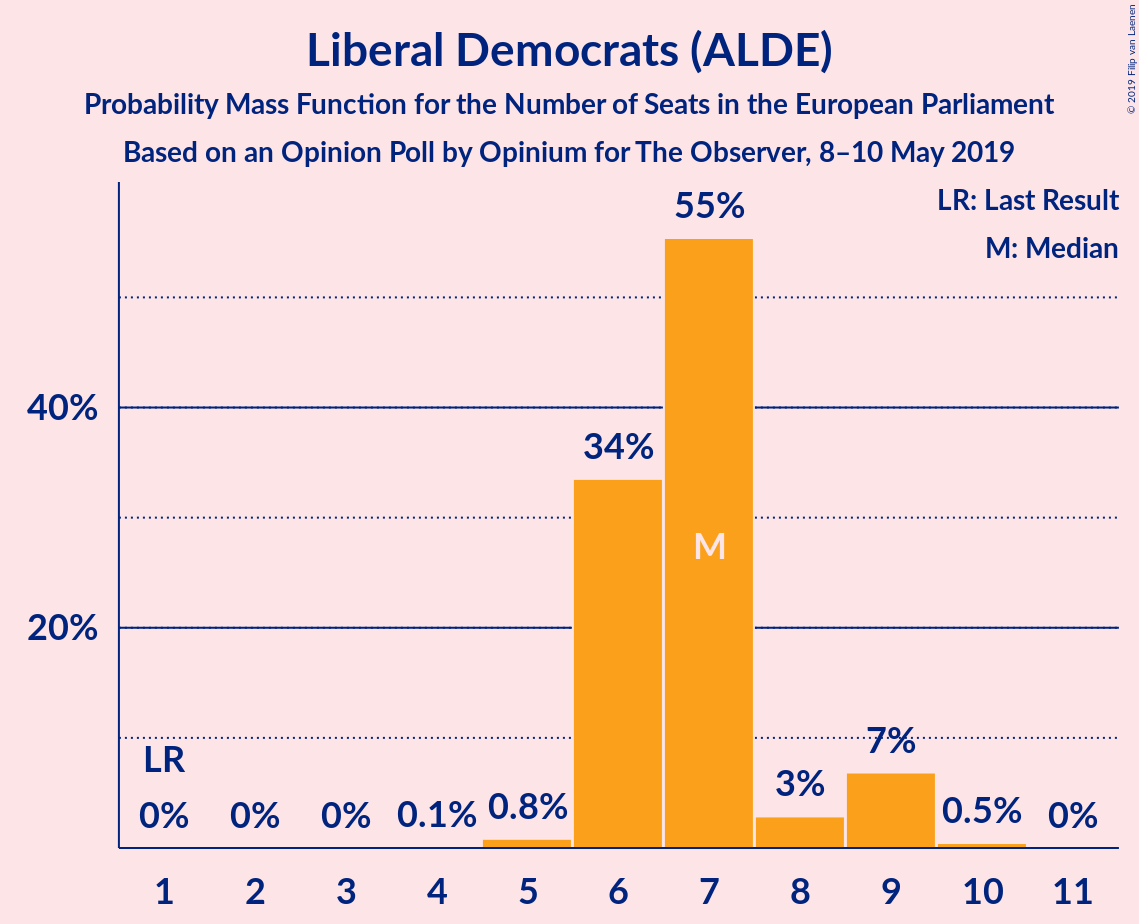 Liberal Democrats (ALDE)
Probability Mass Function for the Number of Seats in the European Parliament
Based on an Opinion Poll by Opinium for The Observer, 8–10 May 2019
© 2019 Filip van Laenen
LR: Last Result
M: Median
55%
40%
34%
M
20%
LR
7%
3%
0% 0% 0% 0.1% 0.8% 0.5% 0%
1 2 3 4 5 6 7 8 9 10 11